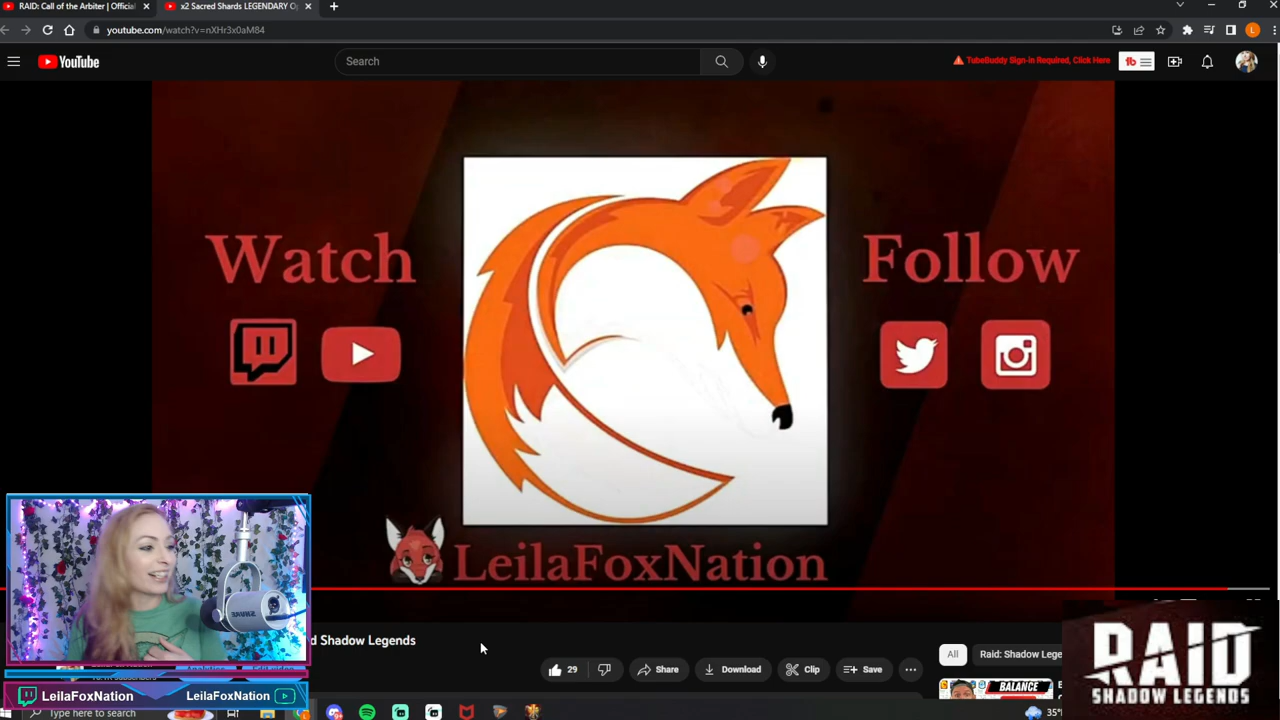 RAID: Call of the Arbiter | Official
x2 Sacred Shards LEGENDARY O
youtube.com/watch?v=nXHr3x0aM84
L
YouTube
Search
TubeBuddy Sign-in Required, Click Here
tb
Watch
Follow
LeilaFoxNation
d Shadow Legends
29
Share
Download
Clip
Save
All
Raid: Shadow Lege
BALANCE
LeilaFoxNation
LeilaFoxNation
RAID
SHADOW LEGENDS
Type here to search
35°